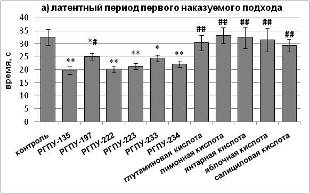 а) латентный период первого наказуемого подхода
время, с
40
35
30
25
20
15
10
5
0
**
*#
**
**
*
**
##
##
##
##
##
контроль
РГПУ-135
РГПУ-197
РГПУ-222
РГПУ-223
РГПУ-233
РГПУ-234
глутаминовая кислота
лимонная кислота
янтарная кислота
яблочная кислота
салициловая кислота